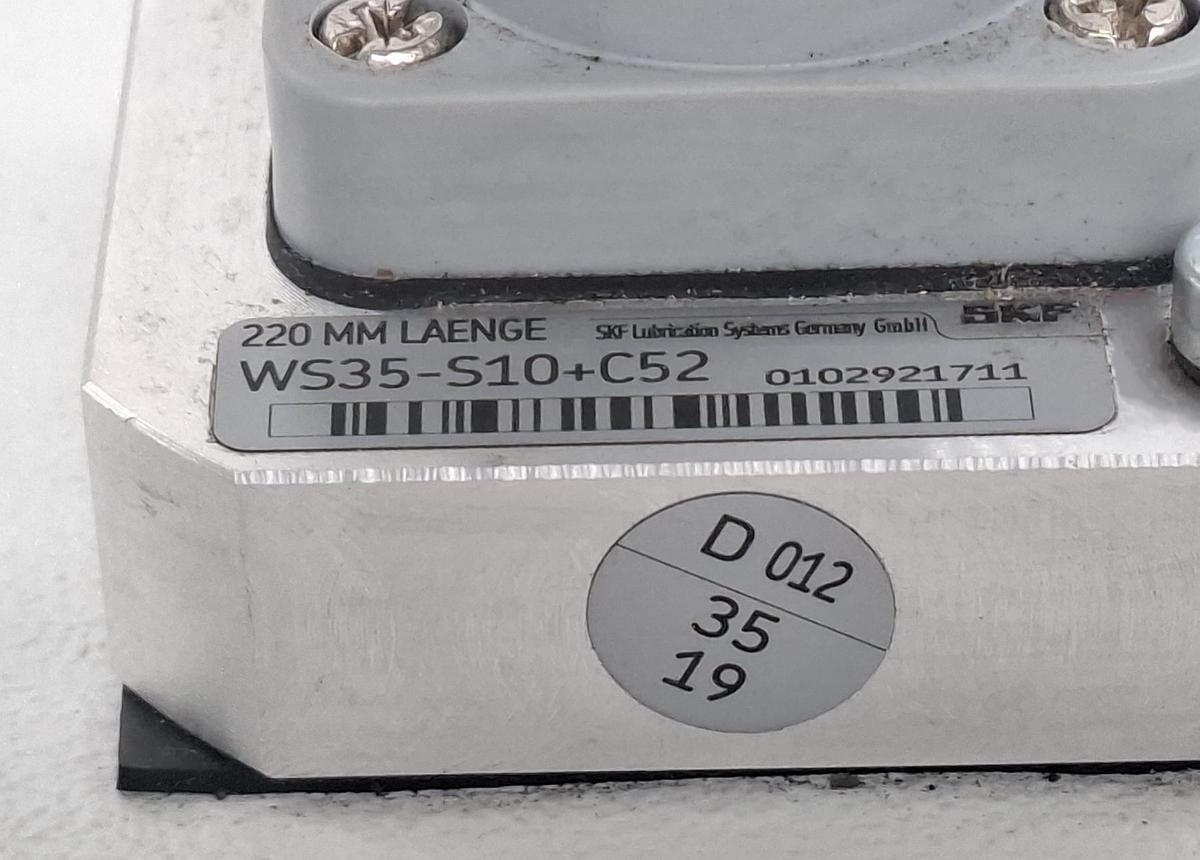 220 MM LAENGE SKF Lubrication Systems Germany GmbH SKF
WS35-S10+C52 0102921711
D 012
35
19